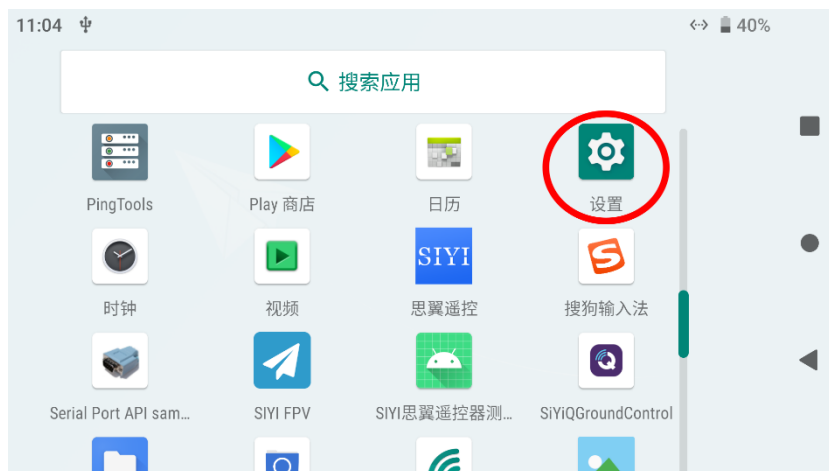 11:04
40%
搜索应用
PingTools
Play 商店
日历
设置
SIYI
时钟
视频
思翼遥控
搜狗输入法
Serial Port API sam...
SIYI FPV
SIYI思翼遥控器测...
SiYiQGroundControl